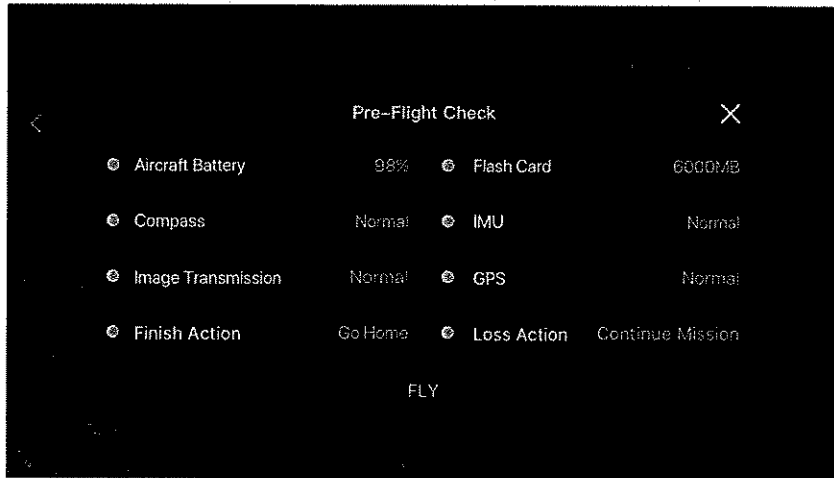 Pre-Flight Check
Aircraft Battery 98% Flash Card 6000MB
Compass Normal IMU Normal
Image Transmission Normal GPS Normal
Finish Action Go Home Loss Action Continue Mission
FLY